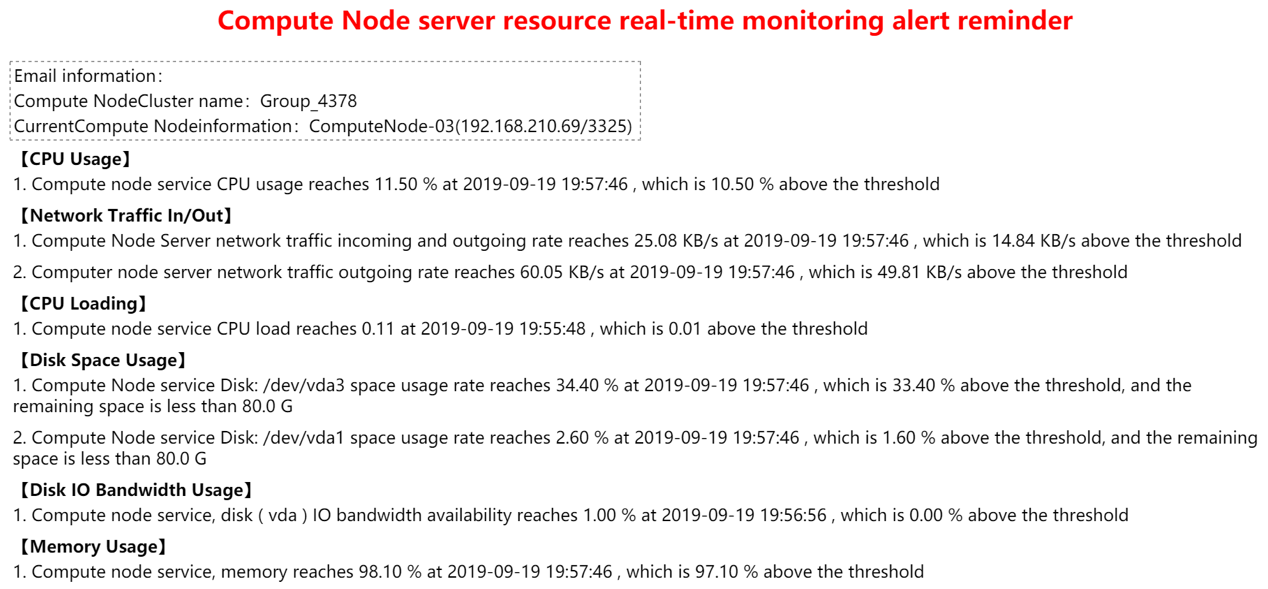 Compute Node server resource real-time monitoring alert reminder
Email information：
Compute NodeCluster name：Group_4378
CurrentCompute Nodeinformation：ComputeNode-03(192.168.210.69/3325)
【CPU Usage】
1. Compute node service CPU usage reaches 11.50 % at 2019-09-19 19:57:46 , which is 10.50 % above the threshold
【Network Traffic In/Out】
1. Compute Node Server network traffic incoming and outgoing rate reaches 25.08 KB/s at 2019-09-19 19:57:46 , which is 14.84 KB/s above the threshold
2. Computer node server network traffic outgoing rate reaches 60.05 KB/s at 2019-09-19 19:57:46 , which is 49.81 KB/s above the threshold
【CPU Loading】
1. Compute node service CPU load reaches 0.11 at 2019-09-19 19:55:48 , which is 0.01 above the threshold
【Disk Space Usage】
1. Compute Node service Disk: /dev/vda3 space usage rate reaches 34.40 % at 2019-09-19 19:57:46 , which is 33.40 % above the threshold, and the
remaining space is less than 80.0 G
2. Compute Node service Disk: /dev/vda1 space usage rate reaches 2.60 % at 2019-09-19 19:57:46 , which is 1.60 % above the threshold, and the remaining
space is less than 80.0 G
【Disk IO Bandwidth Usage】
1. Compute node service, disk ( vda ) IO bandwidth availability reaches 1.00 % at 2019-09-19 19:56:56 , which is 0.00 % above the threshold
【Memory Usage】
1. Compute node service, memory reaches 98.10 % at 2019-09-19 19:57:46 , which is 97.10 % above the threshold